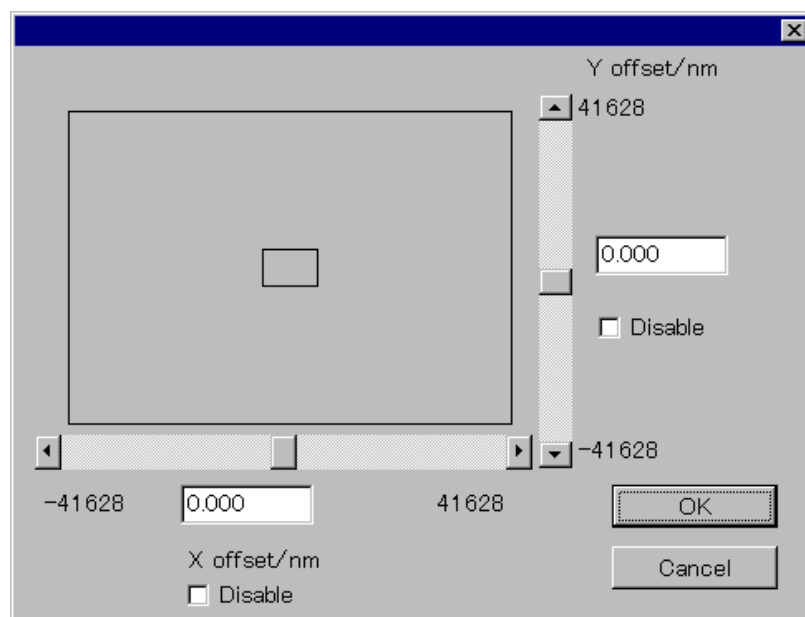 Y offset/nm
41628
0.000
Disable
-41628
-41628
0.000
41628
X offset/nm
Disable
OK
Cancel